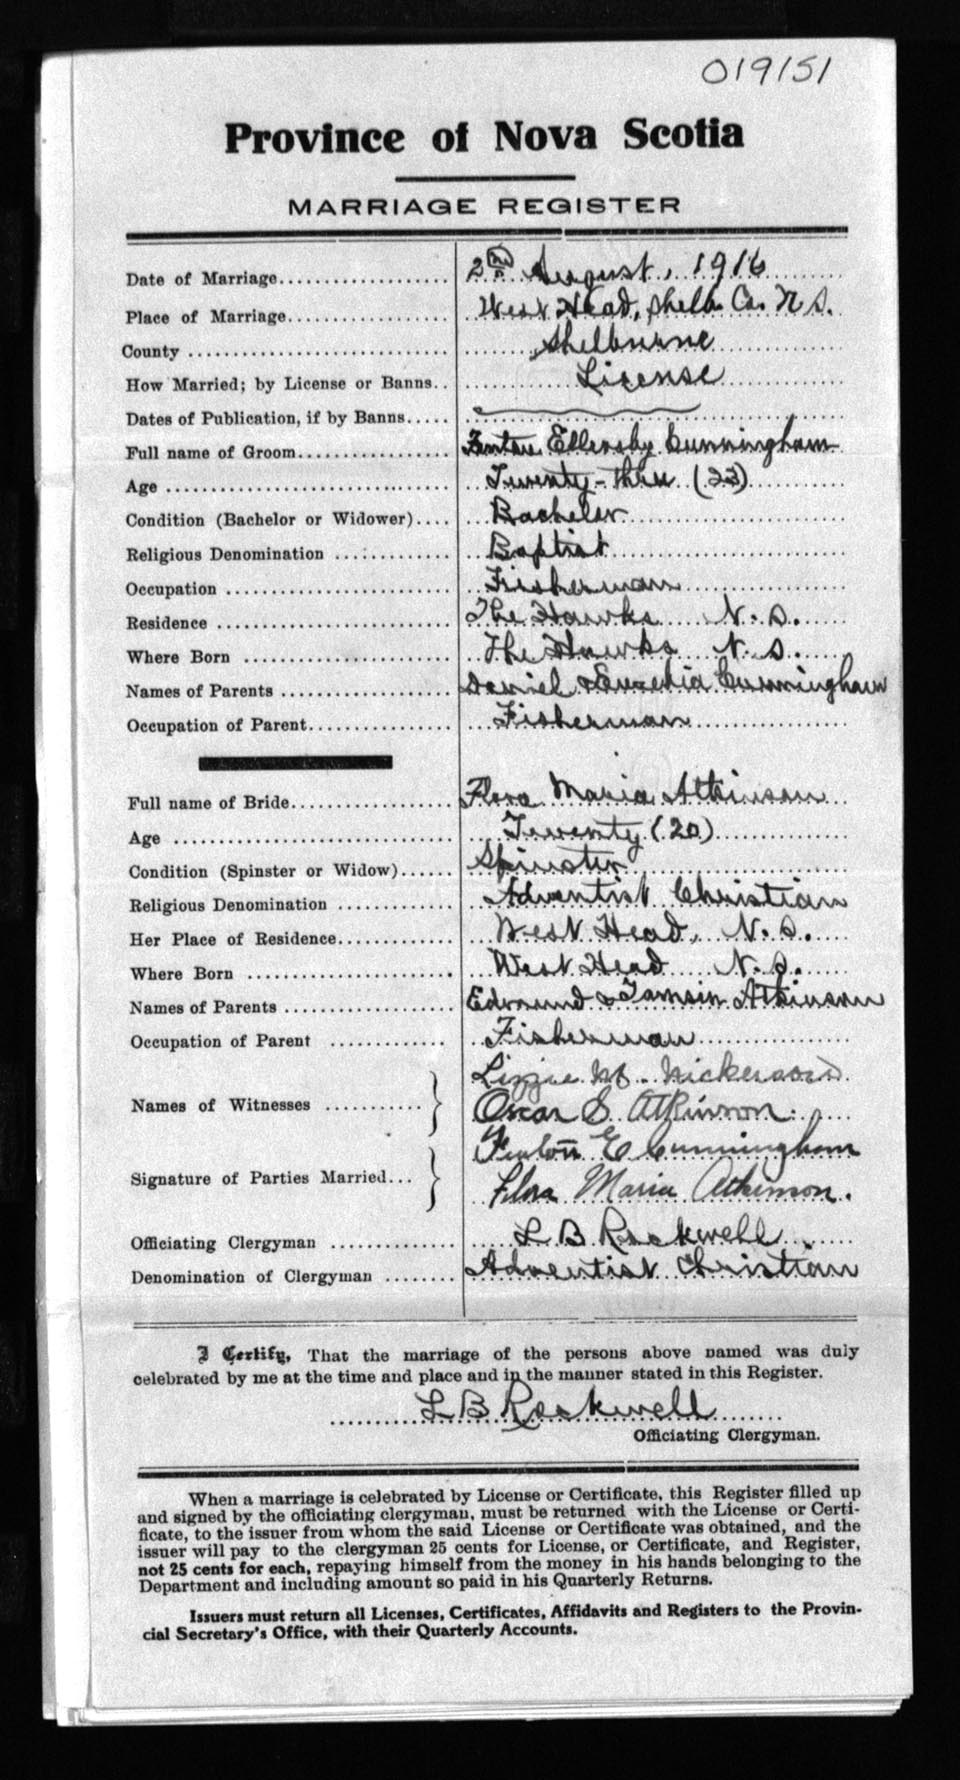 019151
Province of Nova Scotia
MARRIAGE REGISTER
Date of Marriage 2nd August, 1916
Place of Marriage West Head, Shelb. Co. N S.
County Shelburne
How Married; by License or Banns License
Dates of Publication, if by Banns
Full name of Groom Fenton Ellersby Cunningham
Age Twenty-three (23)
Condition (Bachelor or Widower) Bachelor
Religious Denomination Baptist
Occupation Fisherman
Residence The Hawks N. S.
Where Born The Hawks N. S.
Names of Parents Daniel & Cunningham
Occupation of Parent Fisherman
Full name of Bride Flora Maria Atkinson
Age Twenty (20)
Condition (Spinster or Widow) Spinster
Religious Denomination Adventist Christian
Her Place of Residence West Head, N. S.
Where Born West Head N. S.
Names of Parents Edmund & Tamsin Atkinson
Occupation of Parent Fisherman
Names of Witnesses Lizzie M. Nickerson
Oscar S. Atkinson
Signature of Parties Married Fenton E Cunningham
Flora Maria Atkinson.
Officiating Clergyman L B Rockwell
Denomination of Clergyman Adventist Christian
I Certify, That the marriage of the persons above named was duly
celebrated by me at the time and place and in the manner stated in this Register.
L B Rockwell
Officiating Clergyman.
When a marriage is celebrated by License or Certificate, this Register filled up
and signed by the officiating clergyman, must be returned with the License or Certi-
ficate, to the issuer from whom the said License or Certificate was obtained, and the
issuer will pay to the clergyman 25 cents for License, or Certificate, and Register,
not 25 cents for each, repaying himself from the money in his hands belonging to the
Department and including amount so paid in his Quarterly Returns.
Issuers must return all Licenses, Certificates, Affidavits and Registers to the Provin-
cial Secretary's Office, with their Quarterly Accounts.